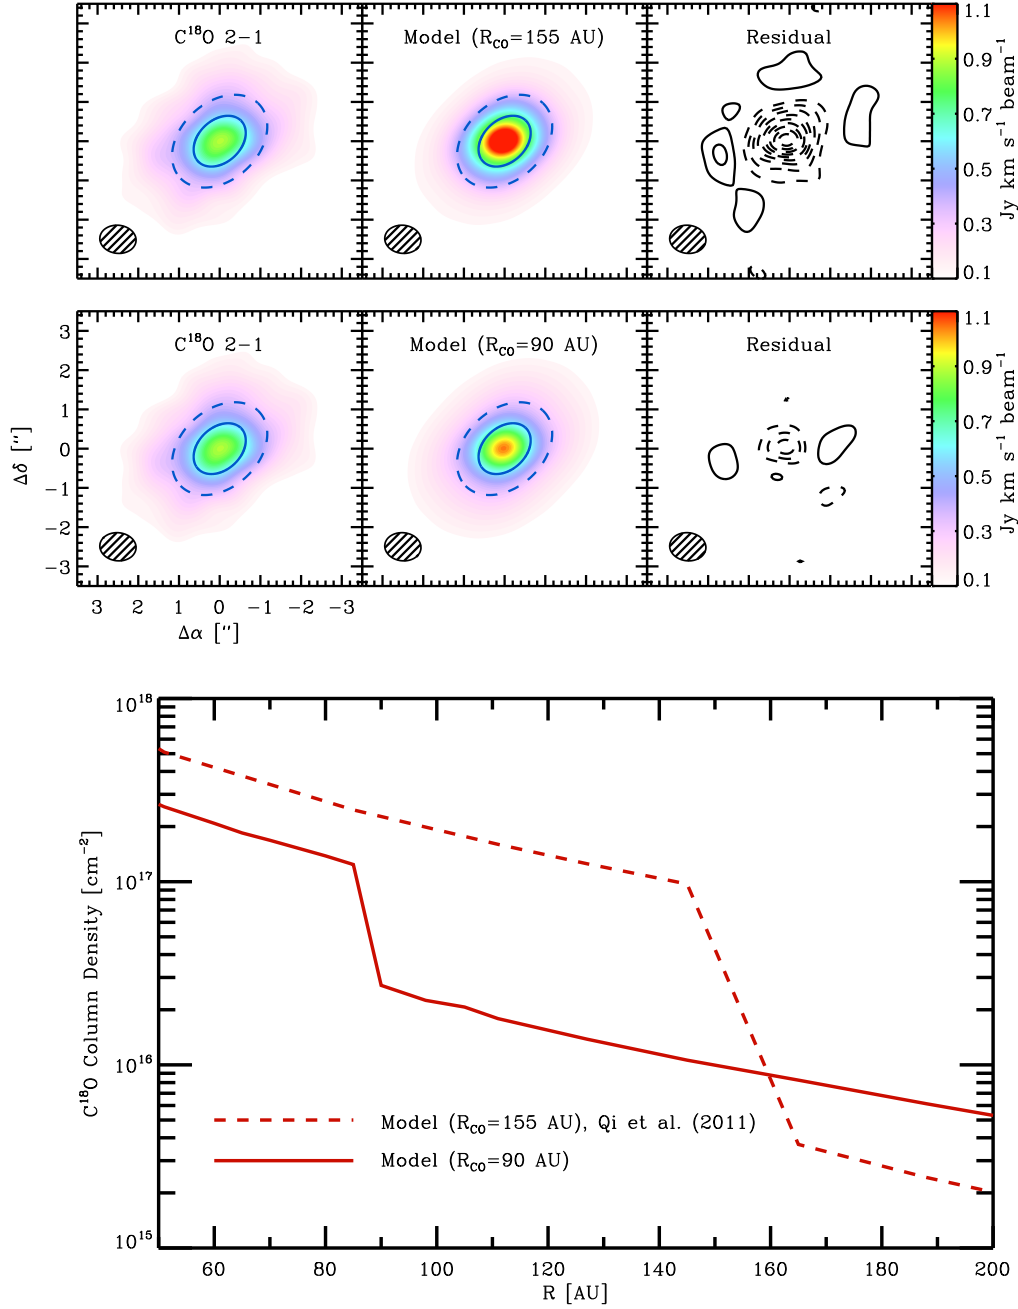 C¹⁸O 2−1
Model (R_CO=155 AU)
Residual
1.1
0.9
0.7
0.5
0.3
0.1
Jy km s⁻¹ beam⁻¹
C¹⁸O 2−1
Model (R_CO=90 AU)
Residual
1.1
0.9
0.7
0.5
0.3
0.1
Jy km s⁻¹ beam⁻¹
3
2
1
0
−1
−2
−3
Δδ ["]
3 2 1 0 −1 −2 −3
Δα ["]
10¹⁸
10¹⁷
10¹⁶
10¹⁵
C¹⁸O Column Density [cm⁻²]
Model (R_CO=155 AU), Qi et al. (2011)
Model (R_CO=90 AU)
60 80 100 120 140 160 180 200
R [AU]